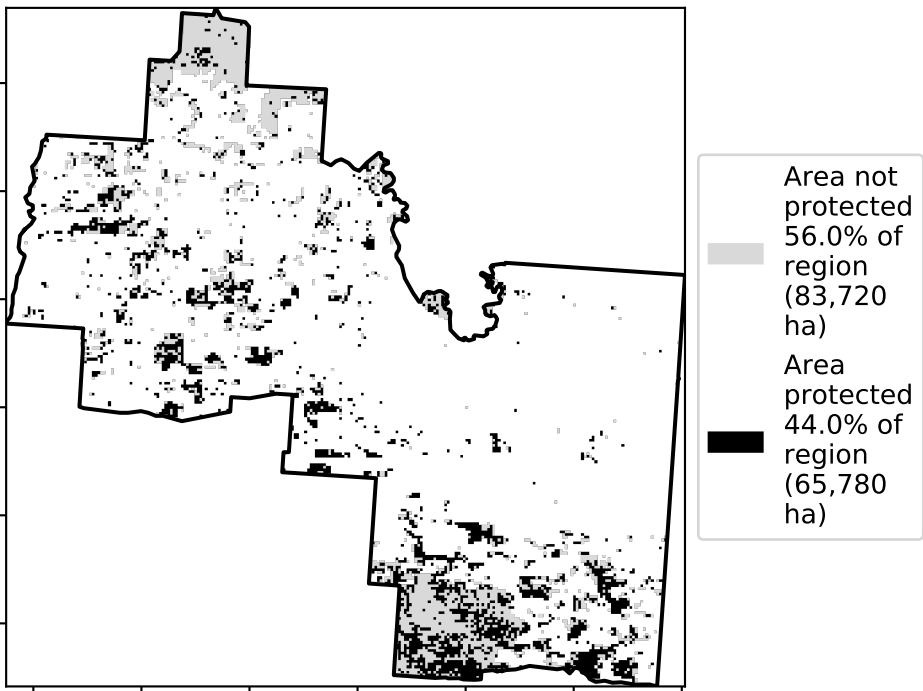 Area not
protected
56.0% of
region
(83,720
ha)
Area
protected
44.0% of
region
(65,780
ha)